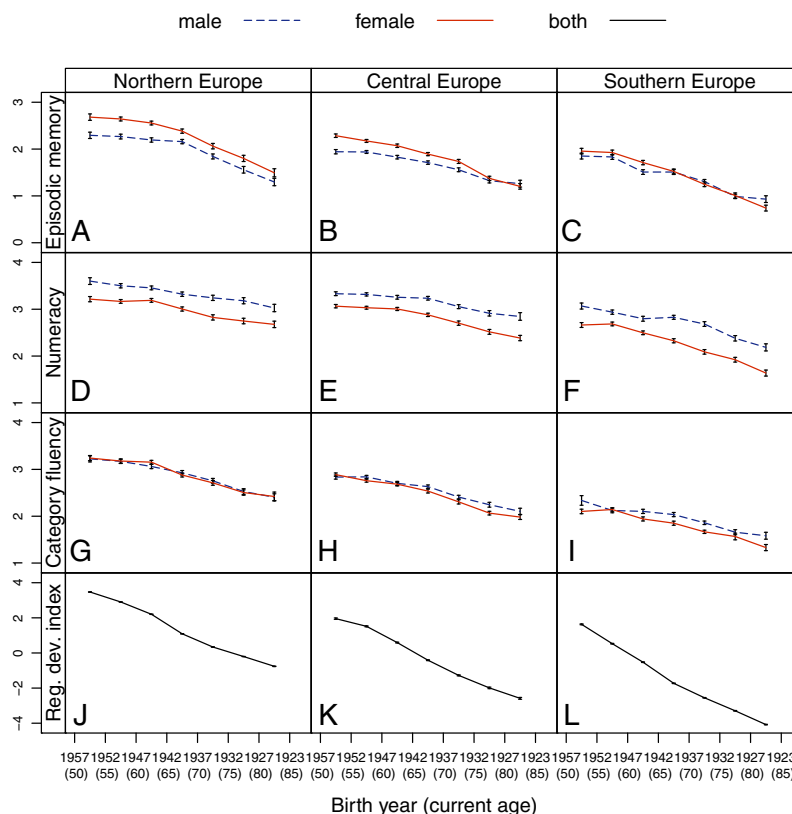 male female both
Northern Europe Central Europe Southern Europe
Episodic memory
3
2
1
0
A B C
Numeracy
4
3
2
1
D E F
Category fluency
4
3
2
1
G H I
Reg. dev. index
4
2
0
−2
−4
J K L
1957 1952 1947 1942 1937 1932 1927 1923 1957 1952 1947 1942 1937 1932 1927 1923 1957 1952 1947 1942 1937 1932 1927 1923
(50) (55) (60) (65) (70) (75) (80) (85) (50) (55) (60) (65) (70) (75) (80) (85) (50) (55) (60) (65) (70) (75) (80) (85)
Birth year (current age)